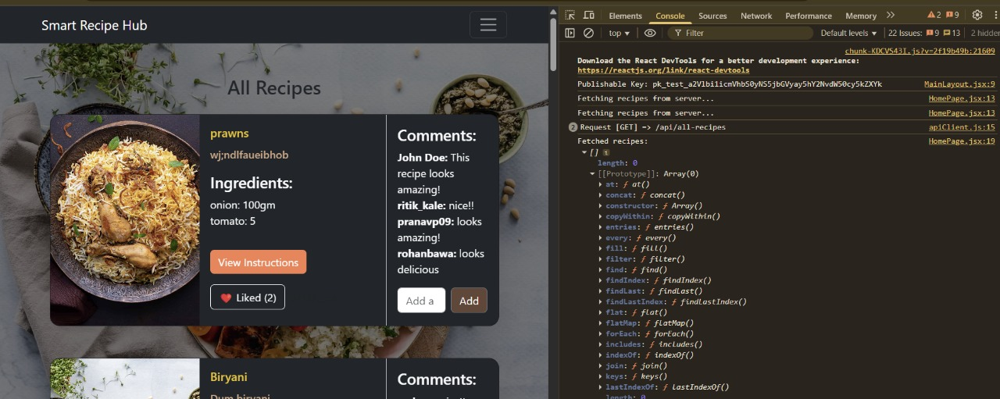 Smart Recipe Hub
All Recipes
prawns
wj;ndlfaueibhob
Ingredients:
onion: 100gm
tomato: 5
View Instructions
Liked (2)
Comments:
John Doe: This
recipe looks
amazing!
ritik_kale: nice!!
pranavp09: looks
amazing!
rohanbawa: looks
delicious
Add a
Add
Biryani
Dum biryani
Comments:
Elements Console Sources Network Performance Memory 2 9
top Filter Default levels 22 Issues: 9 13 2 hidden
chunk-KDCVS43I.js?v=2f19b49b:21609
Download the React DevTools for a better development experience:
https://reactjs.org/link/react-devtools
Publishable Key: pk_test_a2V1bi1icmVhbS0yNS5jbGVyay5hY2NvdW50cy5kZXYk MainLayout.jsx:9
Fetching recipes from server... HomePage.jsx:13
Fetching recipes from server... HomePage.jsx:13
2 Request [GET] => /api/all-recipes apiClient.js:15
Fetched recipes: HomePage.jsx:19
[] i
length: 0
[[Prototype]]: Array(0)
at: ƒ at()
concat: ƒ concat()
constructor: ƒ Array()
copyWithin: ƒ copyWithin()
entries: ƒ entries()
every: ƒ every()
fill: ƒ fill()
filter: ƒ filter()
find: ƒ find()
findIndex: ƒ findIndex()
findLast: ƒ findLast()
findLastIndex: ƒ findLastIndex()
flat: ƒ flat()
flatMap: ƒ flatMap()
forEach: ƒ forEach()
includes: ƒ includes()
indexOf: ƒ indexOf()
join: ƒ join()
keys: ƒ keys()
lastIndexOf: ƒ lastIndexOf()
length: 0